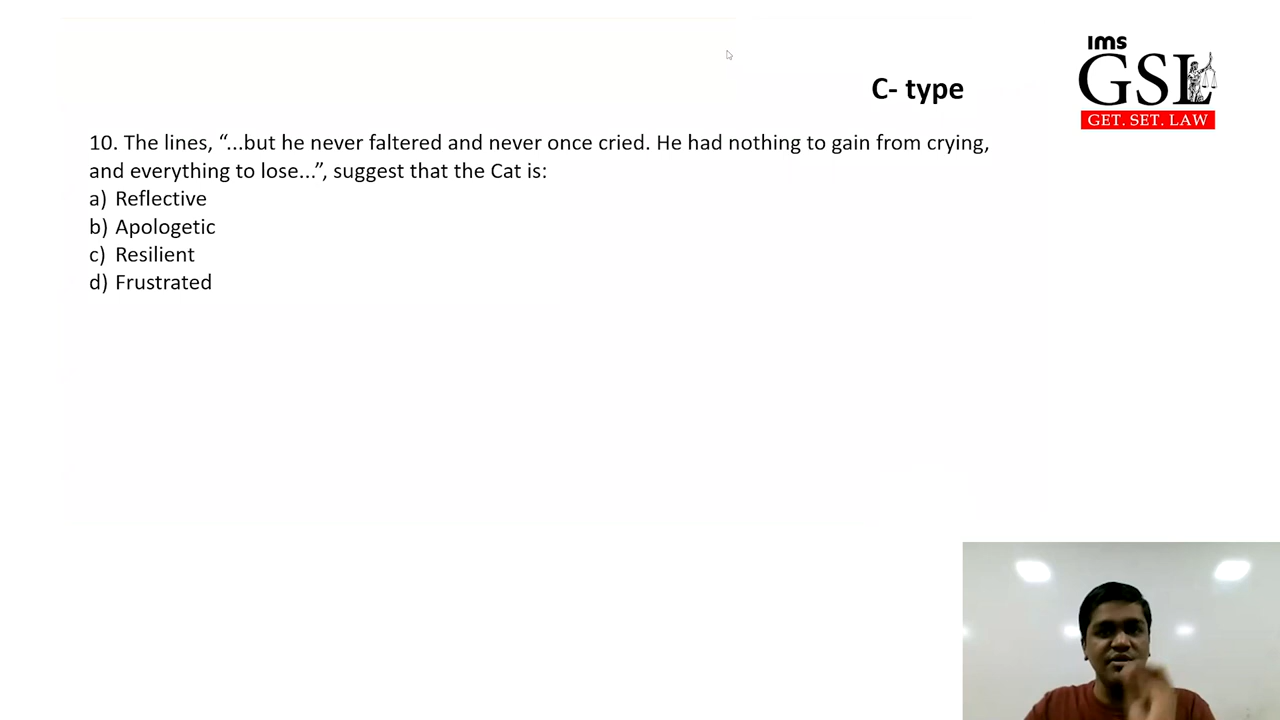 ims
GSL
GET. SET. LAW
C- type
10. The lines, “...but he never faltered and never once cried. He had nothing to gain from crying,
and everything to lose...”, suggest that the Cat is:
a) Reflective
b) Apologetic
c) Resilient
d) Frustrated